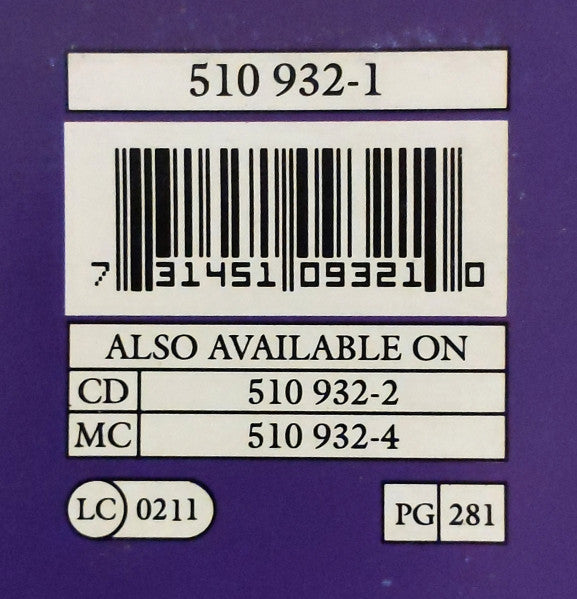 510 932-1
7 31451 09321 0
ALSO AVAILABLE ON
CD 510 932-2
MC 510 932-4
LC 0211 PG 281